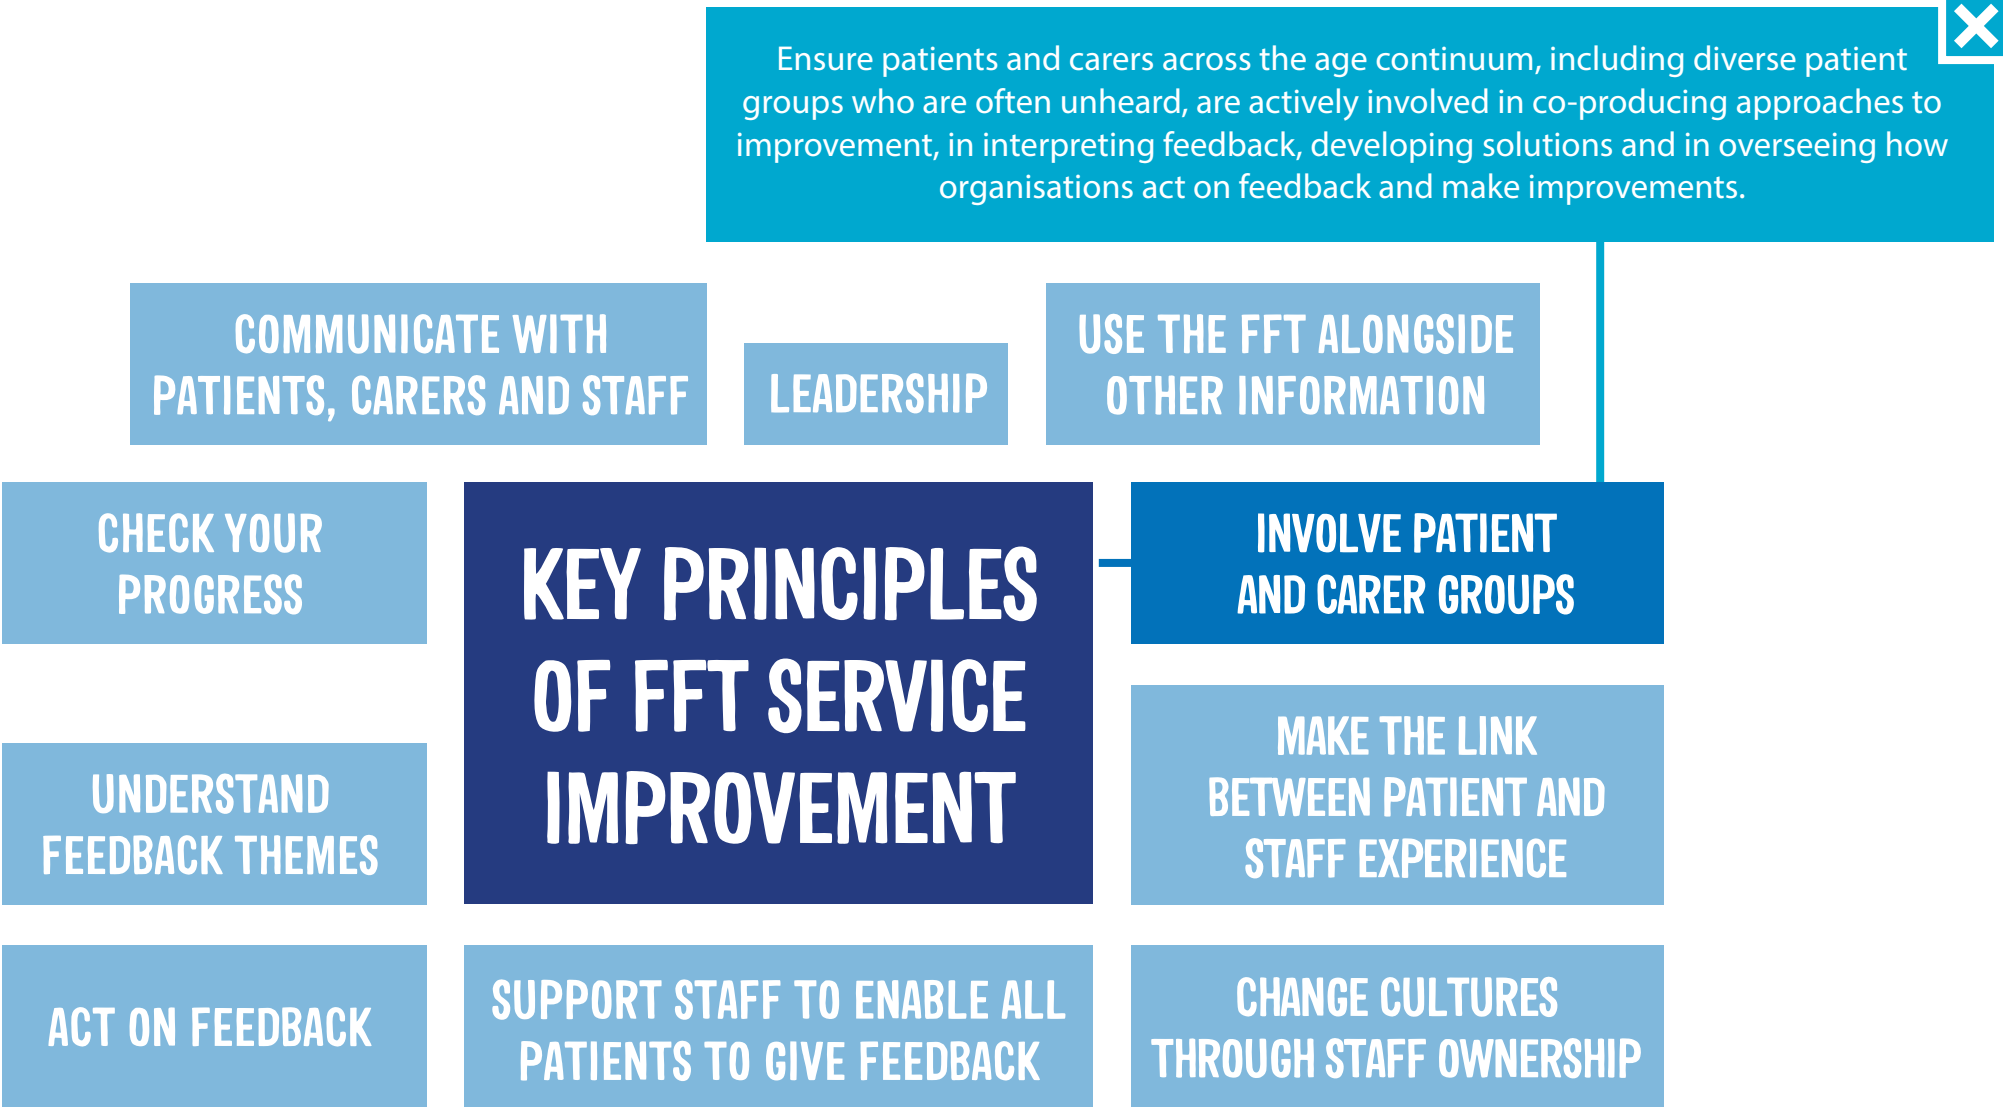 Ensure patients and carers across the age continuum, including diverse patient
groups who are often unheard, are actively involved in co-producing approaches to
improvement, in interpreting feedback, developing solutions and in overseeing how
organisations act on feedback and make improvements.
COMMUNICATE WITH
PATIENTS, CARERS AND STAFF
LEADERSHIP
USE THE FFT ALONGSIDE
OTHER INFORMATION
CHECK YOUR
PROGRESS
KEY PRINCIPLES
OF FFT SERVICE
IMPROVEMENT
INVOLVE PATIENT
AND CARER GROUPS
UNDERSTAND
FEEDBACK THEMES
MAKE THE LINK
BETWEEN PATIENT AND
STAFF EXPERIENCE
ACT ON FEEDBACK
SUPPORT STAFF TO ENABLE ALL
PATIENTS TO GIVE FEEDBACK
CHANGE CULTURES
THROUGH STAFF OWNERSHIP